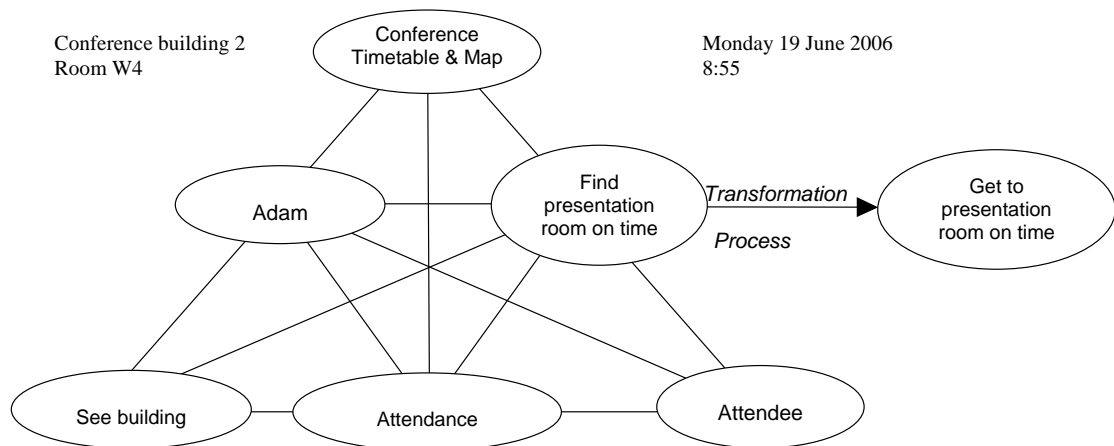 Conference building 2
Room W4
Conference
Timetable & Map
Monday 19 June 2006
8:55
Adam
Find
presentation
room on time
Transformation
Process
Get to
presentation
room on time
See building
Attendance
Attendee